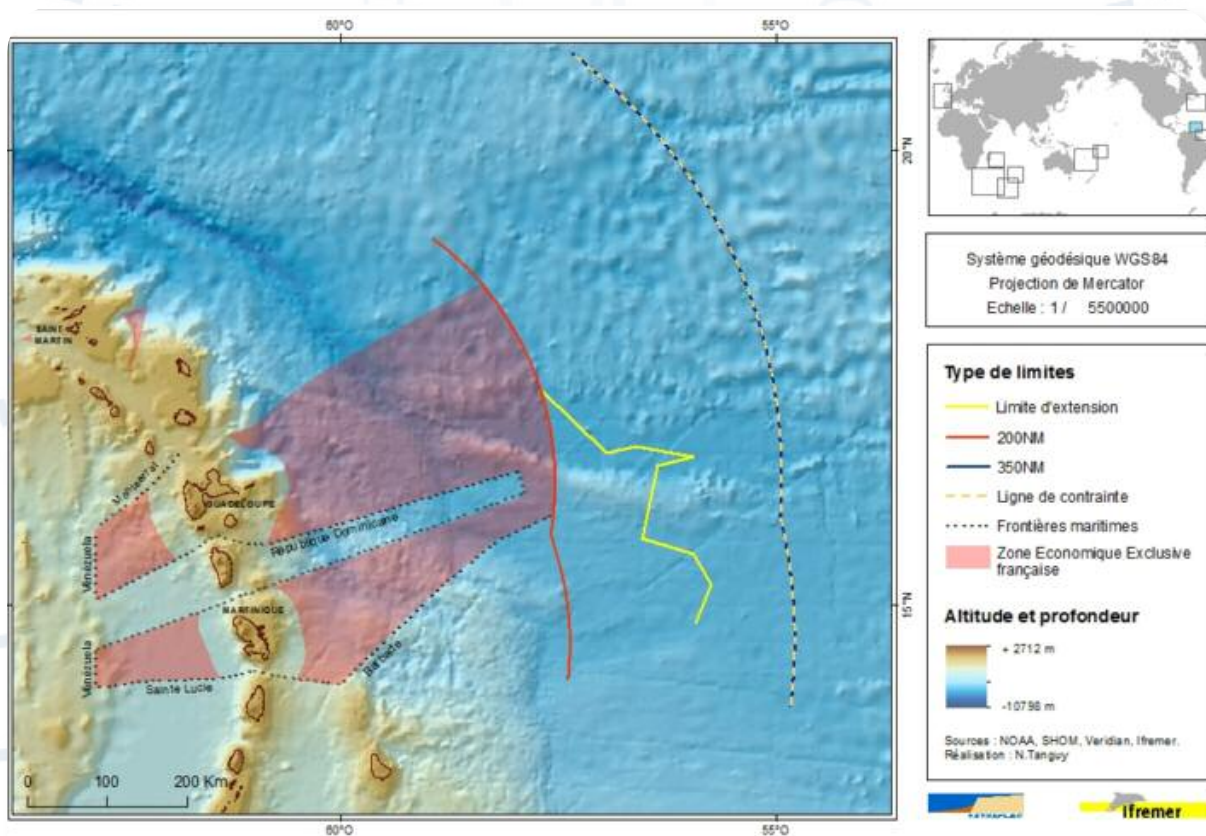 60°O
55°O
20°N
SAINT
MARTIN
Montserrat
GUADELOUPE
République Dominicaine
Vénézuela
MARTINIQUE
Vénézuela
Sainte Lucie
Barbade
15°N
0 100 200 Km
60°O
55°O
Système géodésique WGS84
Projection de Mercator
Echelle : 1 / 5500000
Type de limites
Limite d'extension
200NM
350NM
Ligne de contrainte
Frontières maritimes
Zone Economique Exclusive
française
Altitude et profondeur
+ 2712 m
-10798 m
Sources : NOAA, SHOM, Veridian, Ifremer.
Réalisation : N.Tanguy
Ifremer